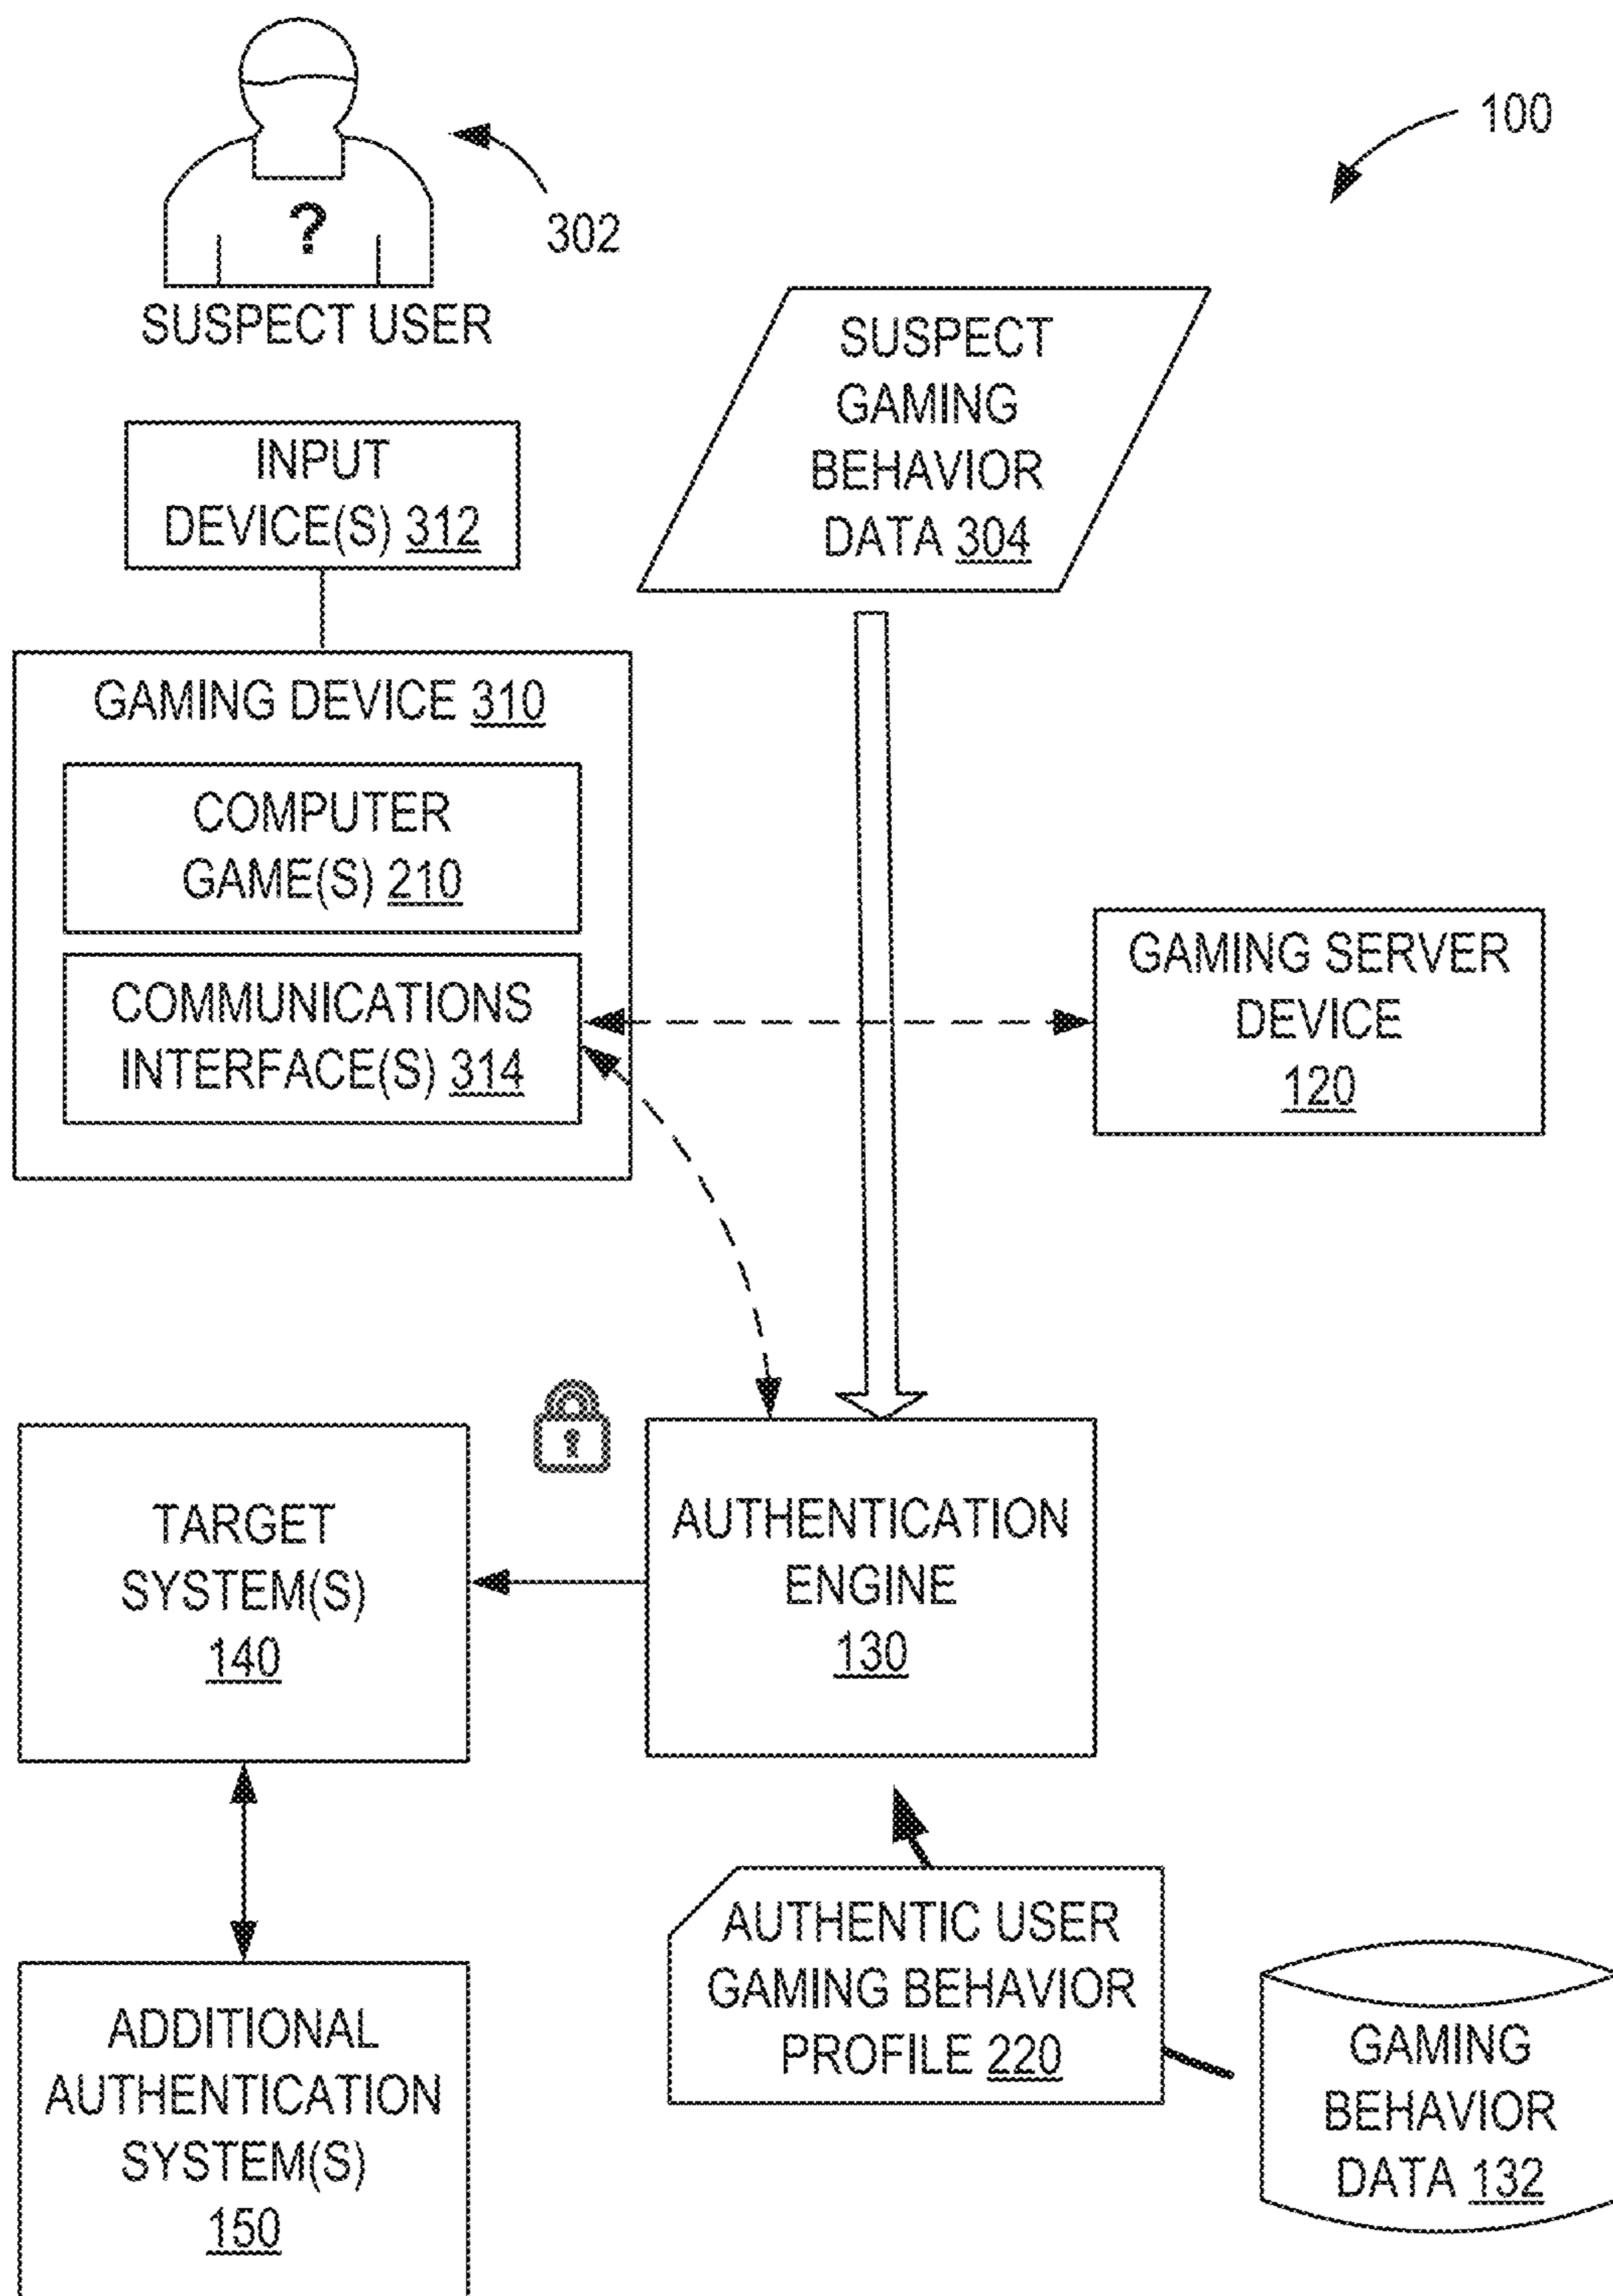 100
?
302
SUSPECT USER
SUSPECT
GAMING
BEHAVIOR
DATA 304
INPUT
DEVICE(S) 312
GAMING DEVICE 310
COMPUTER
GAME(S) 210
COMMUNICATIONS
INTERFACE(S) 314
GAMING SERVER
DEVICE
120
TARGET
SYSTEM(S)
140
AUTHENTICATION
ENGINE
130
AUTHENTIC USER
GAMING BEHAVIOR
PROFILE 220
ADDITIONAL
AUTHENTICATION
SYSTEM(S)
150
GAMING
BEHAVIOR
DATA 132